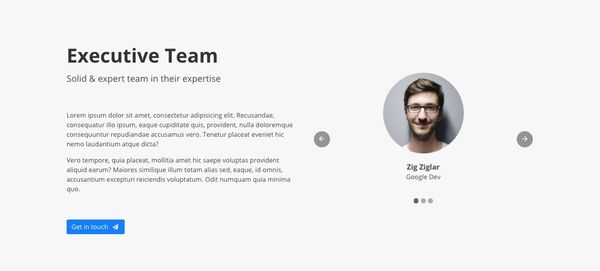 Executive Team
Solid & expert team in their expertise
Lorem ipsum dolor sit amet, consectetur adipisicing elit. Recusandae,
consequatur illo ipsum, eaque cupiditate quis, provident, nulla doloremque
consequuntur repudiandae accusamus vero. Tenetur placeat eveniet hic
nemo laudantium atque dicta?
Vero tempore, quia placeat, mollitia amet hic saepe voluptas provident
aliquid earum? Maiores similique illum totam alias sed, eaque, id omnis,
accusantium excepturi reiciendis voluptatum. Odit numquam quia minima
quo.
Get in touch
Zig Ziglar
Google Dev